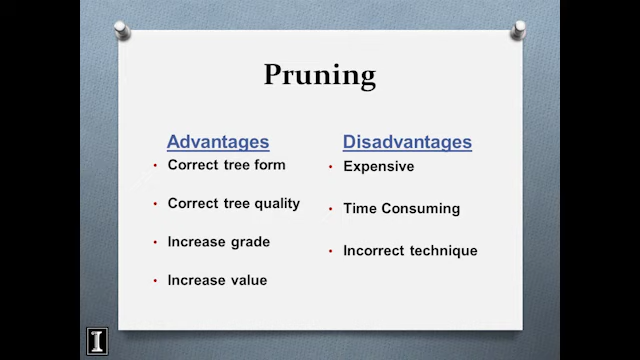 Pruning
Advantages
Correct tree form
Correct tree quality
Increase grade
Increase value
Disadvantages
Expensive
Time Consuming
Incorrect technique
I